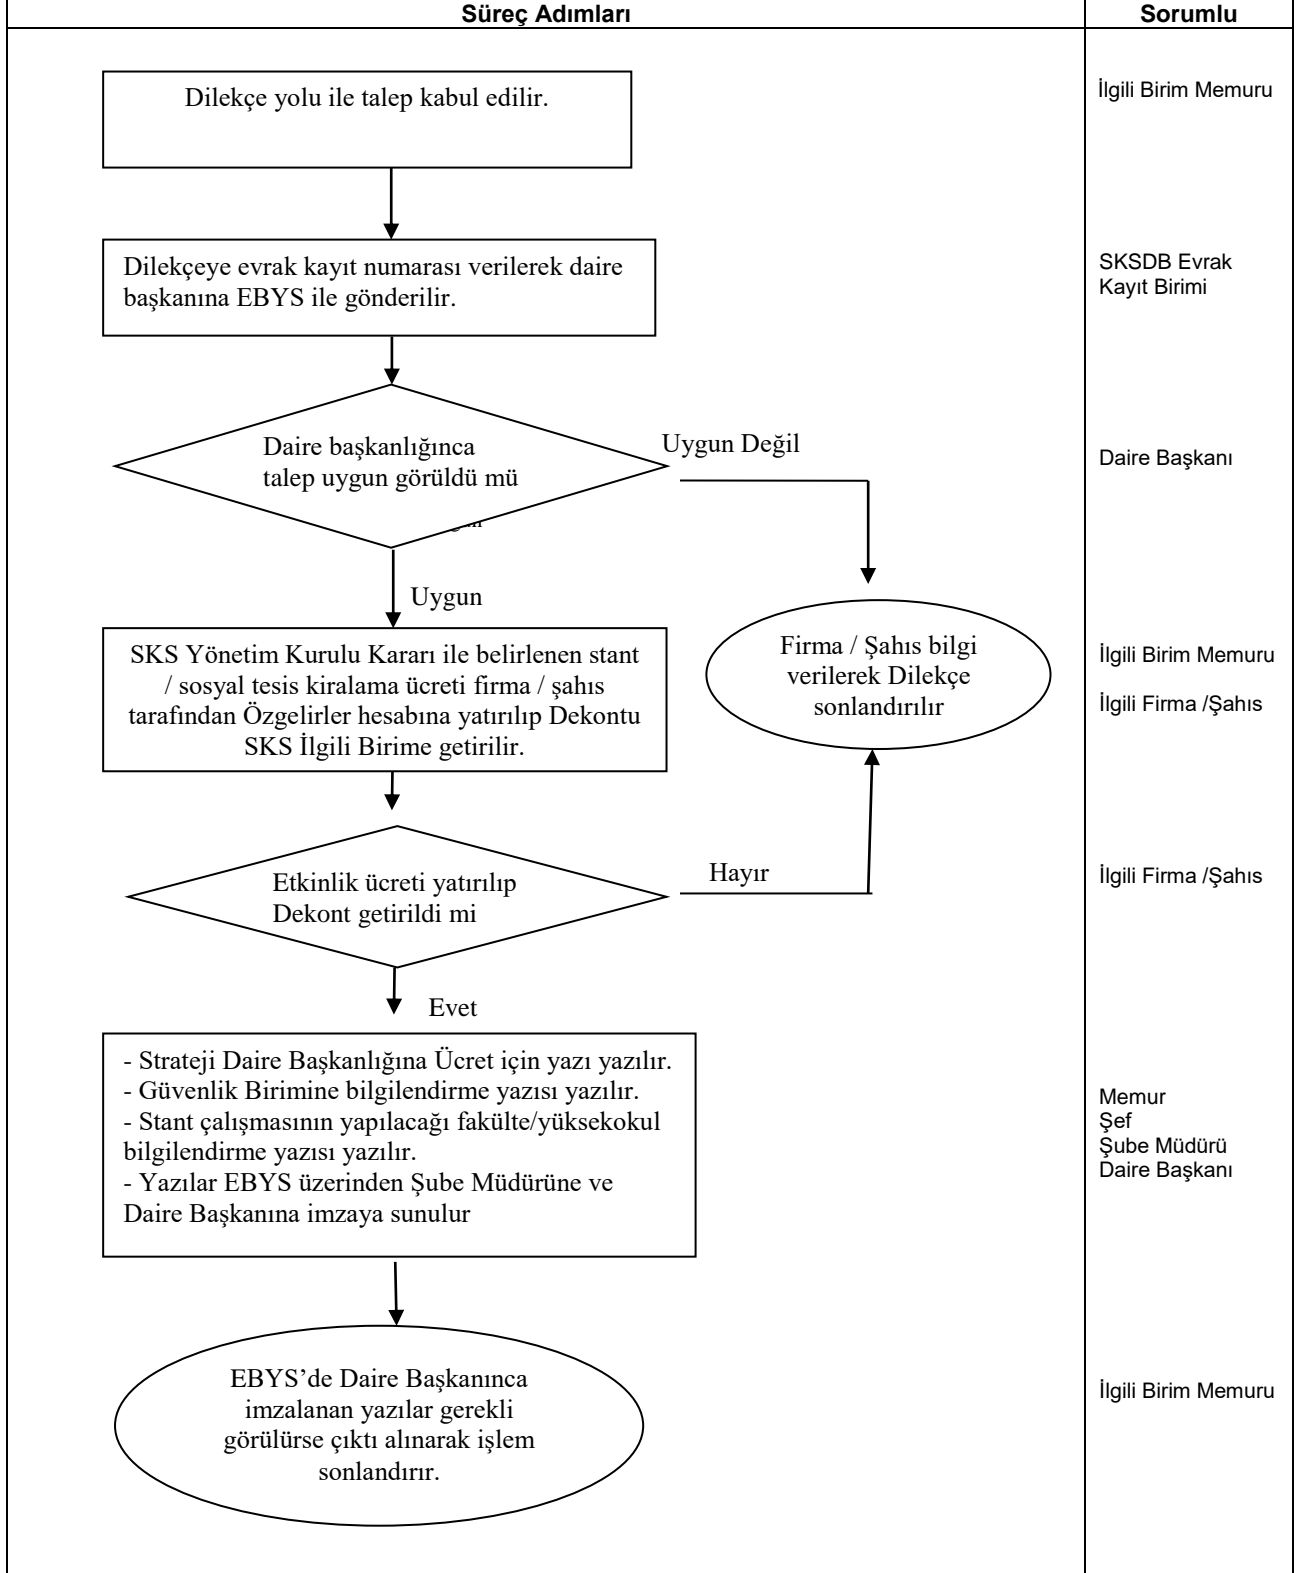 Süreç Adımları
Sorumlu
Dilekçe yolu ile talep kabul edilir.
İlgili Birim Memuru
Dilekçeye evrak kayıt numarası verilerek daire
başkanına EBYS ile gönderilir.
SKSDB Evrak
Kayıt Birimi
Daire başkanlığınca
talep uygun görüldü mü
Uygun Değil
Daire Başkanı
Uygun
SKS Yönetim Kurulu Kararı ile belirlenen stant
/ sosyal tesis kiralama ücreti firma / şahıs
tarafından Özgelirler hesabına yatırılıp Dekontu
SKS İlgili Birime getirilir.
Firma / Şahıs bilgi
verilerek Dilekçe
sonlandırılır
İlgili Birim Memuru
İlgili Firma /Şahıs
Etkinlik ücreti yatırılıp
Dekont getirildi mi
Hayır
İlgili Firma /Şahıs
Evet
- Strateji Daire Başkanlığına Ücret için yazı yazılır.
- Güvenlik Birimine bilgilendirme yazısı yazılır.
- Stant çalışmasının yapılacağı fakülte/yüksekokul
bilgilendirme yazısı yazılır.
- Yazılar EBYS üzerinden Şube Müdürüne ve
Daire Başkanına imzaya sunulur
Memur
Şef
Şube Müdürü
Daire Başkanı
EBYS’de Daire Başkanınca
imzalanan yazılar gerekli
görülürse çıktı alınarak işlem
sonlandırır.
İlgili Birim Memuru